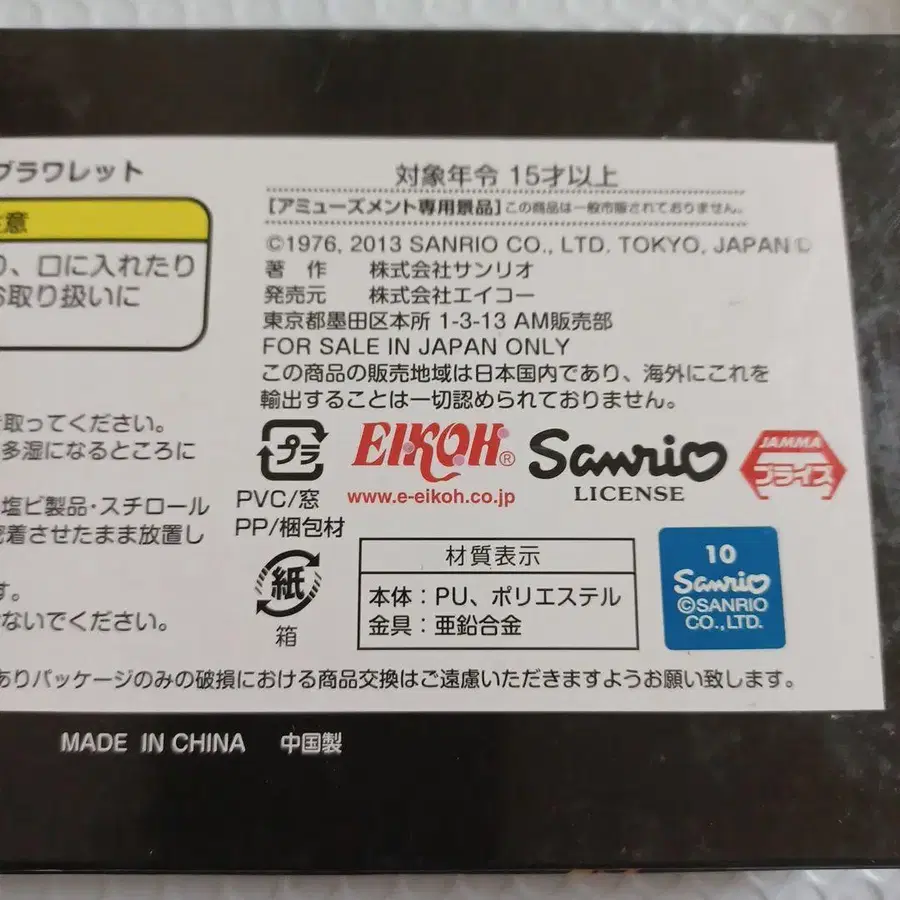 ブラワレット
対象年令 15才以上
[アミューズメント専用景品] この商品は一般市販されておりません。
©1976, 2013 SANRIO CO., LTD. TOKYO, JAPAN Ⓛ
著 作 株式会社サンリオ
発売元 株式会社エイコー
東京都墨田区本所 1-3-13 AM販売部
FOR SALE IN JAPAN ONLY
この商品の販売地域は日本国内であり、海外にこれを
輸出することは一切認められておりません。
意
り、口に入れたり
お取り扱いに
取ってください。
多湿になるところに
塩ビ製品・スチロール
密着させたまま放置し
す。
ないでください。
プラ
PVC/窓
PP/梱包材
EIKOH®
www.e-eikoh.co.jp
Sanrio
LICENSE
JAMMA
プライズ
紙
箱
材質表示
本体：PU、ポリエステル
金具：亜鉛合金
10
Sanrio
©SANRIO
CO.,LTD.
ありパッケージのみの破損における商品交換はご遠慮いただきますようお願い致します。
MADE IN CHINA 中国製